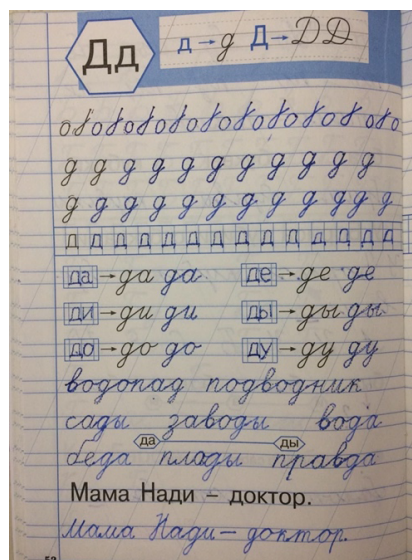 Дд д→д Д→Д Д
о о о о о о о о о о о о
д д д д д д д д д д д
д д д д д д д д д д д д
д д д д д д д д д д д д д д
да→да да де→де де
ди→ди ди ды→ды ды
до→до до ду→ду ду
водопад подводник
сады заводы вода
да ды
беда плоды правда
Мама Нади – доктор.
Мама Нади – доктор.